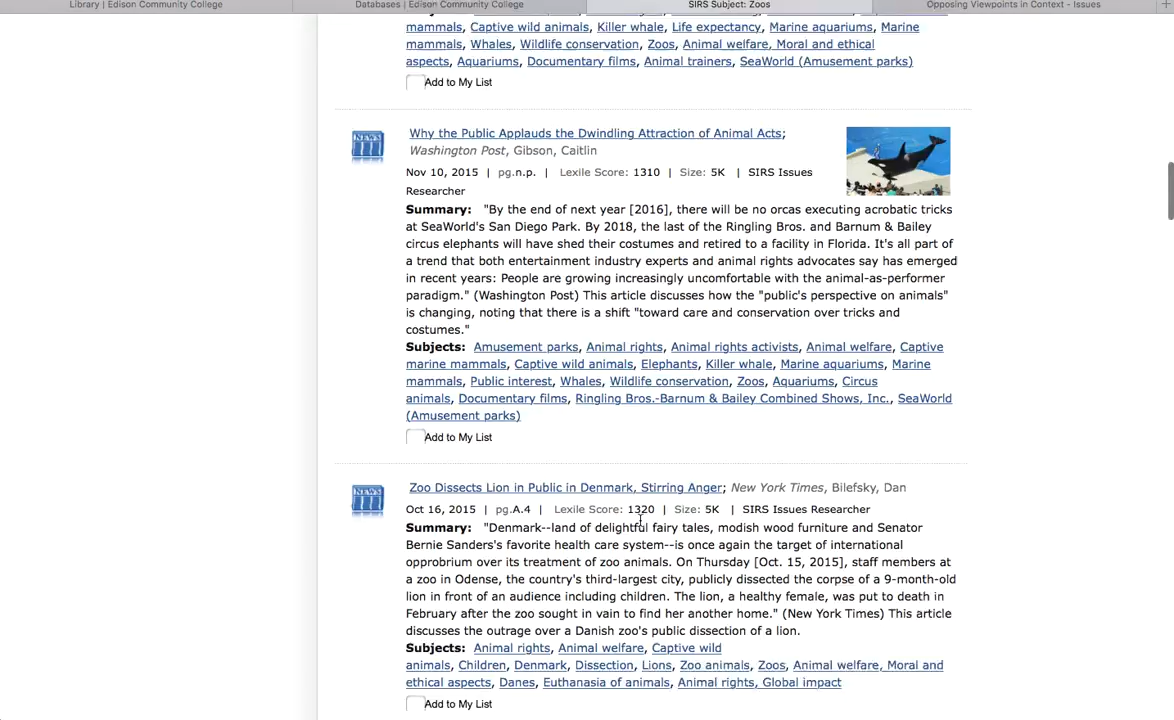 Library | Edison Community College
Databases | Edison Community College
SIRS Subject: Zoos
Opposing Viewpoints in Context - Issues
mammals, Captive wild animals, Killer whale, Life expectancy, Marine aquariums, Marine
mammals, Whales, Wildlife conservation, Zoos, Animal welfare, Moral and ethical
aspects, Aquariums, Documentary films, Animal trainers, SeaWorld (Amusement parks)
Add to My List
NEWS
Why the Public Applauds the Dwindling Attraction of Animal Acts;
Washington Post, Gibson, Caitlin
Nov 10, 2015 | pg.n.p. | Lexile Score: 1310 | Size: 5K | SIRS Issues
Researcher
Summary: "By the end of next year [2016], there will be no orcas executing acrobatic tricks
at SeaWorld's San Diego Park. By 2018, the last of the Ringling Bros. and Barnum & Bailey
circus elephants will have shed their costumes and retired to a facility in Florida. It's all part of
a trend that both entertainment industry experts and animal rights advocates say has emerged
in recent years: People are growing increasingly uncomfortable with the animal-as-performer
paradigm." (Washington Post) This article discusses how the "public's perspective on animals"
is changing, noting that there is a shift "toward care and conservation over tricks and
costumes."
Subjects: Amusement parks, Animal rights, Animal rights activists, Animal welfare, Captive
marine mammals, Captive wild animals, Elephants, Killer whale, Marine aquariums, Marine
mammals, Public interest, Whales, Wildlife conservation, Zoos, Aquariums, Circus
animals, Documentary films, Ringling Bros.-Barnum & Bailey Combined Shows, Inc., SeaWorld
(Amusement parks)
Add to My List
NEWS
Zoo Dissects Lion in Public in Denmark, Stirring Anger; New York Times, Bilefsky, Dan
Oct 16, 2015 | pg.A.4 | Lexile Score: 1320 | Size: 5K | SIRS Issues Researcher
Summary: "Denmark--land of delightful fairy tales, modish wood furniture and Senator
Bernie Sanders's favorite health care system--is once again the target of international
opprobrium over its treatment of zoo animals. On Thursday [Oct. 15, 2015], staff members at
a zoo in Odense, the country's third-largest city, publicly dissected the corpse of a 9-month-old
lion in front of an audience including children. The lion, a healthy female, was put to death in
February after the zoo sought in vain to find her another home." (New York Times) This article
discusses the outrage over a Danish zoo's public dissection of a lion.
Subjects: Animal rights, Animal welfare, Captive wild
animals, Children, Denmark, Dissection, Lions, Zoo animals, Zoos, Animal welfare, Moral and
ethical aspects, Danes, Euthanasia of animals, Animal rights, Global impact
Add to My List